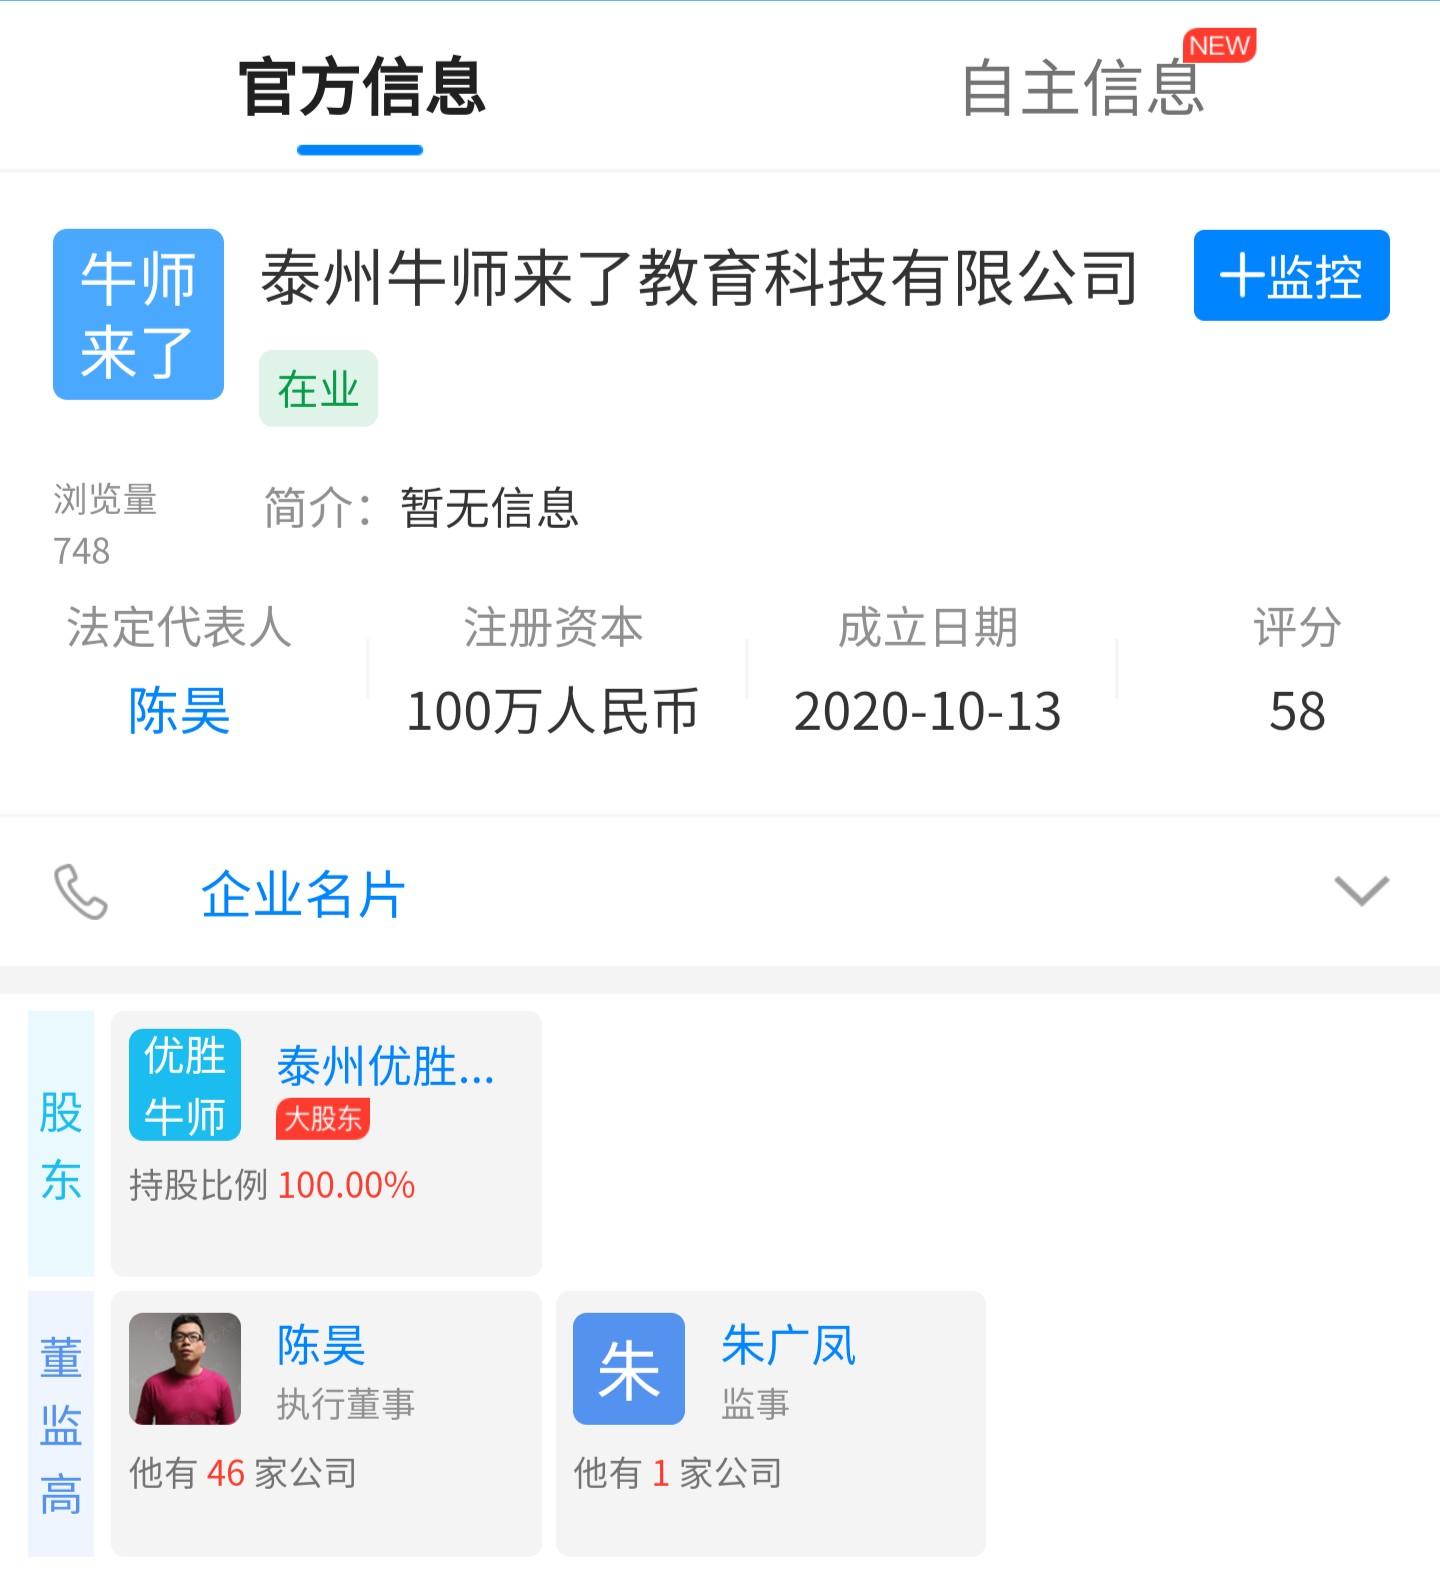 官方信息
自主信息
NEW
牛师
来了
泰州牛师来了教育科技有限公司
+监控
在业
浏览量
748
简介：暂无信息
法定代表人
陈昊
注册资本
100万人民币
成立日期
2020-10-13
评分
58
企业名片
股
东
优胜
牛师
泰州优胜...
大股东
持股比例 100.00%
董
监
高
陈昊
执行董事
他有 46 家公司
朱
朱广凤
监事
他有 1 家公司